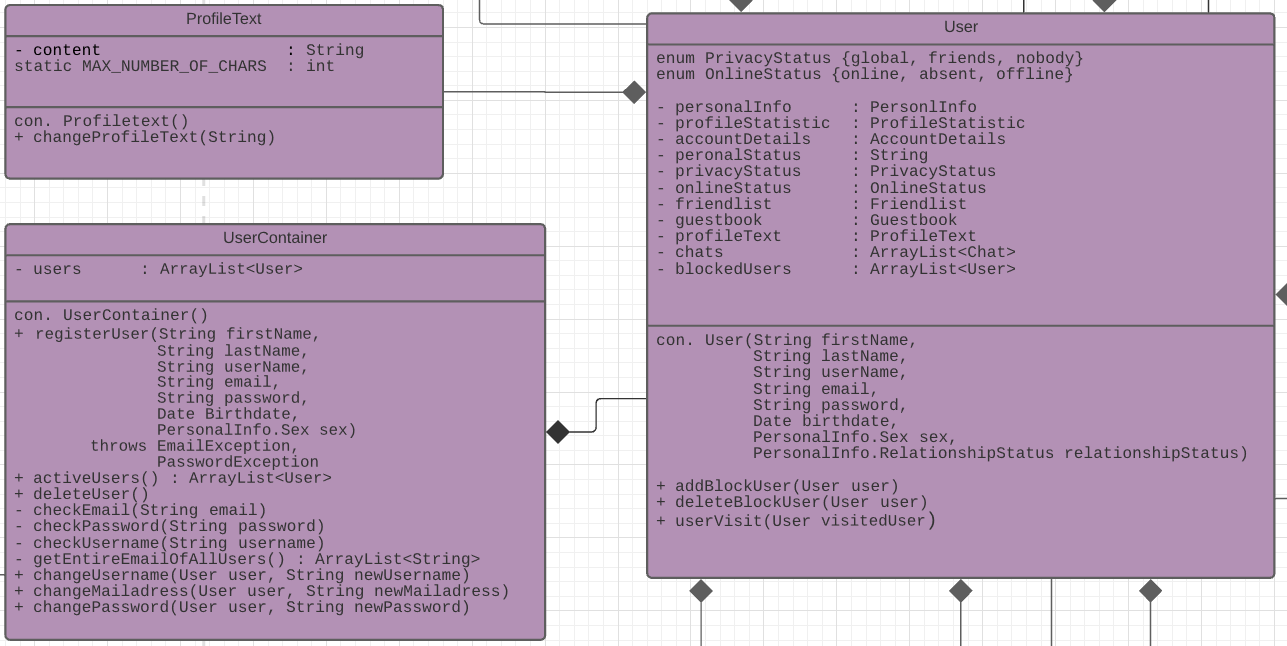 ProfileText
- content : String
static MAX_NUMBER_OF_CHARS : int
con. Profiletext()
+ changeProfileText(String)
UserContainer
- users : ArrayList<User>
con. UserContainer()
+ registerUser(String firstName,
String lastName,
String userName,
String email,
String password,
Date Birthdate,
PersonalInfo.Sex sex)
throws EmailException,
PasswordException
+ activeUsers() : ArrayList<User>
+ deleteUser()
- checkEmail(String email)
- checkPassword(String password)
- checkUsername(String username)
- getEntireEmailOfAllUsers() : ArrayList<String>
+ changeUsername(User user, String newUsername)
+ changeMailadress(User user, String newMailadress)
+ changePassword(User user, String newPassword)
User
enum PrivacyStatus {global, friends, nobody}
enum OnlineStatus {online, absent, offline}
- personalInfo : PersonlInfo
- profileStatistic : ProfileStatistic
- accountDetails : AccountDetails
- peronalStatus : String
- privacyStatus : PrivacyStatus
- onlineStatus : OnlineStatus
- friendlist : Friendlist
- guestbook : Guestbook
- profileText : ProfileText
- chats : ArrayList<Chat>
- blockedUsers : ArrayList<User>
con. User(String firstName,
String lastName,
String userName,
String email,
String password,
Date birthdate,
PersonalInfo.Sex sex,
PersonalInfo.RelationshipStatus relationshipStatus)
+ addBlockUser(User user)
+ deleteBlockUser(User user)
+ userVisit(User visitedUser)